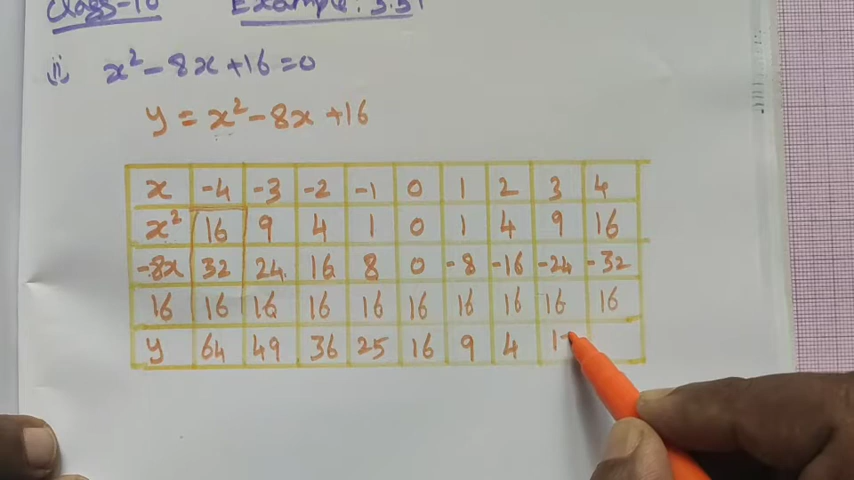 Class-10 Example: 3.51
ii) x² - 8x + 16 = 0
y = x² - 8x + 16
x -4 -3 -2 -1 0 1 2 3 4
x² 16 9 4 1 0 1 4 9 16
-8x 32 24 16 8 0 -8 -16 -24 -32
16 16 16 16 16 16 16 16 16 16
y 64 49 36 25 16 9 4 1